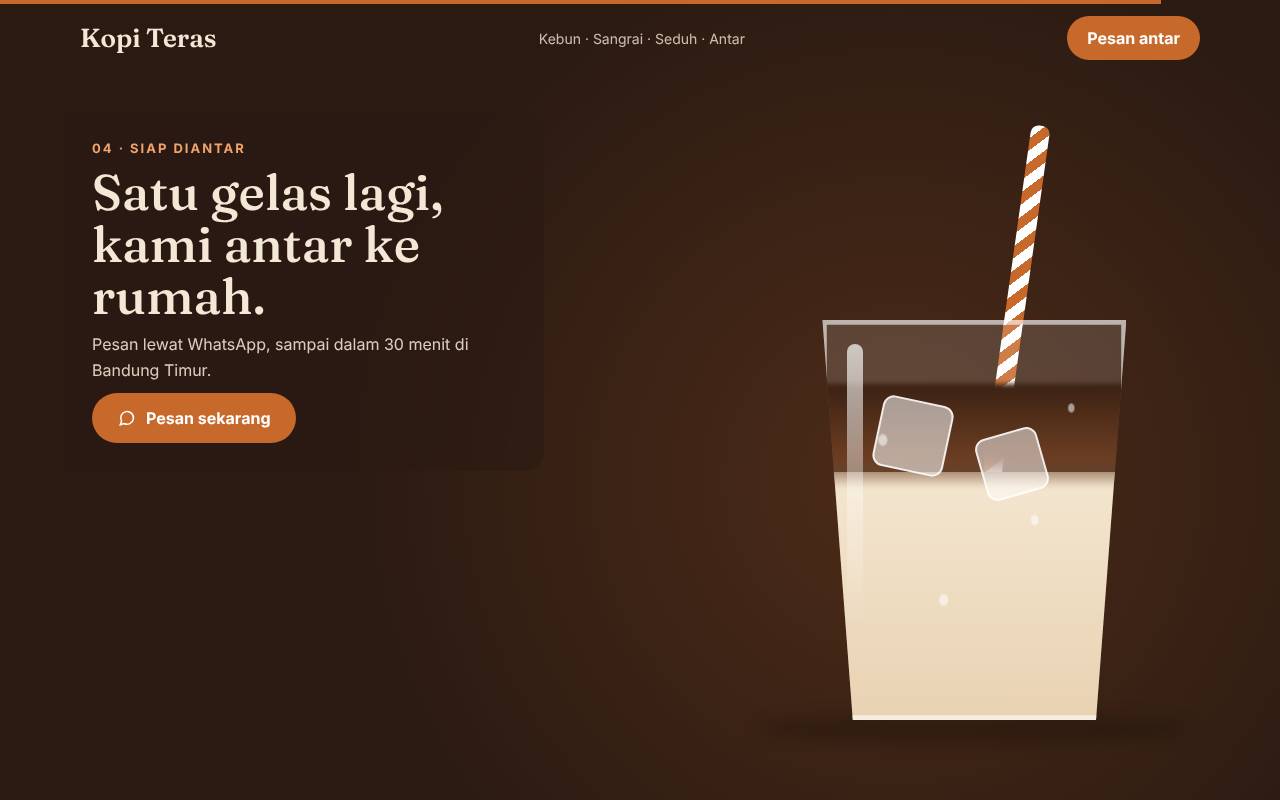 Kopi Teras
Kebun · Sangrai · Seduh · Antar
Pesan antar
04 · SIAP DIANTAR
Satu gelas lagi,
kami antar ke
rumah.
Pesan lewat WhatsApp, sampai dalam 30 menit di
Bandung Timur.
Pesan sekarang